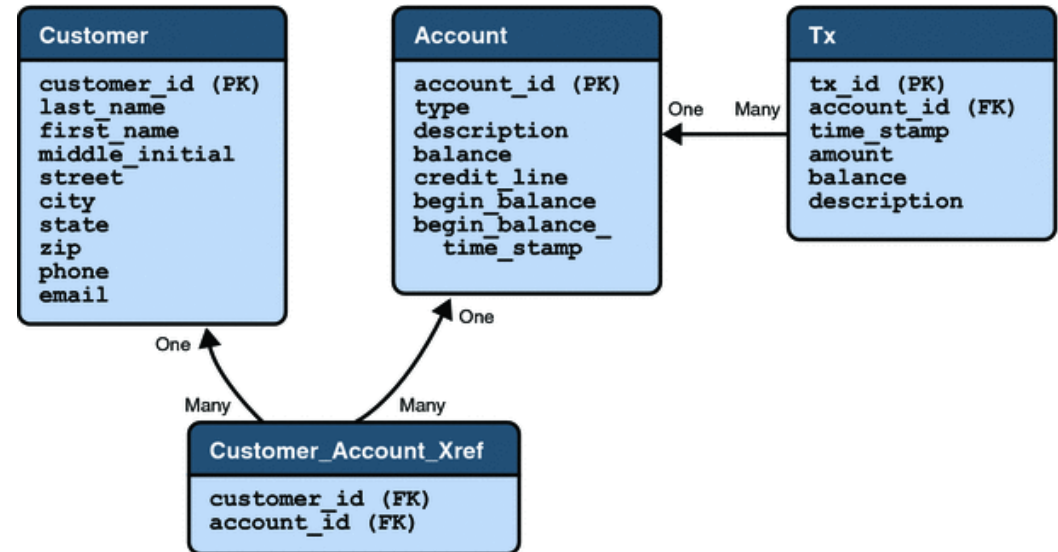 Customer
customer_id (PK)
last_name
first_name
middle_initial
street
city
state
zip
phone
email
Account
account_id (PK)
type
description
balance
credit_line
begin_balance
begin_balance_
time_stamp
Tx
tx_id (PK)
account_id (FK)
time_stamp
amount
balance
description
One
Many
One
One
Many
Many
Customer_Account_Xref
customer_id (FK)
account_id (FK)